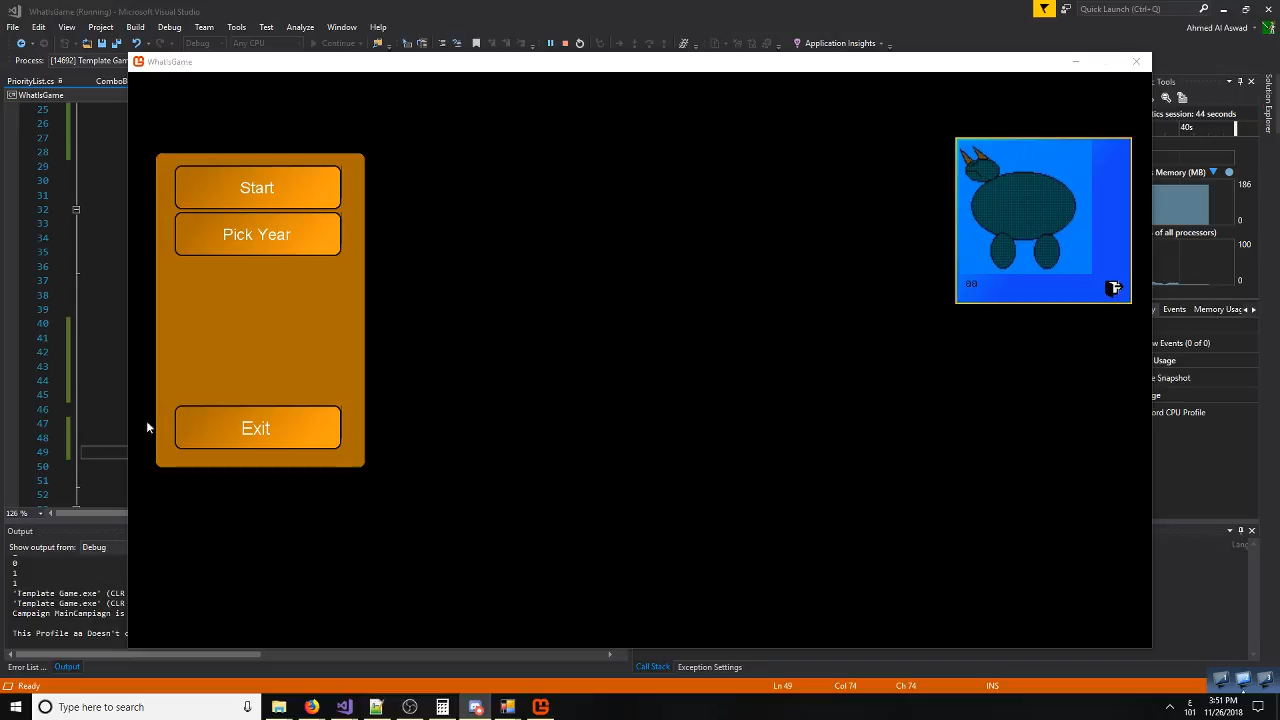 WhatIsGame (Running) - Microsoft Visual Studio
Quick Launch (Ctrl+Q)
File Edit View Project Build Debug Team Tools Architecture Test Analyze Window Help
Ahmed Al Aswad
Debug Any CPU Continue Application Insights
Process: [14692] Template Gam
WhatIsGame
PriorityList.cs ComboB
Tools
WhatIsGame
25
26
27
28
29
30
31
32
33
34
35
36
37
38
39
40
41
42
43
44
45
46
47
48
49
50
51
52
Start
Pick Year
Exit
aa
tics session: 44 seconds
40s
s Memory (MB)
186
0
of all processors)
100
0
Events Memory Us
w Events (0 of 0)
Usage
Snapshot
ge
ord CPU Profile
Solution Explorer
126 %
Output
Show output from: Debug
0
1
1
'Template Game.exe' (CLR
'Template Game.exe' (CLR
Campaign MainCampaign is
This Profile aa Doesn't
Lang
Error List ... Output
Call Stack Exception Settings
Ready Ln 49 Col 74 Ch 74 INS
Type here to search
3:51 PM
11/26/2018